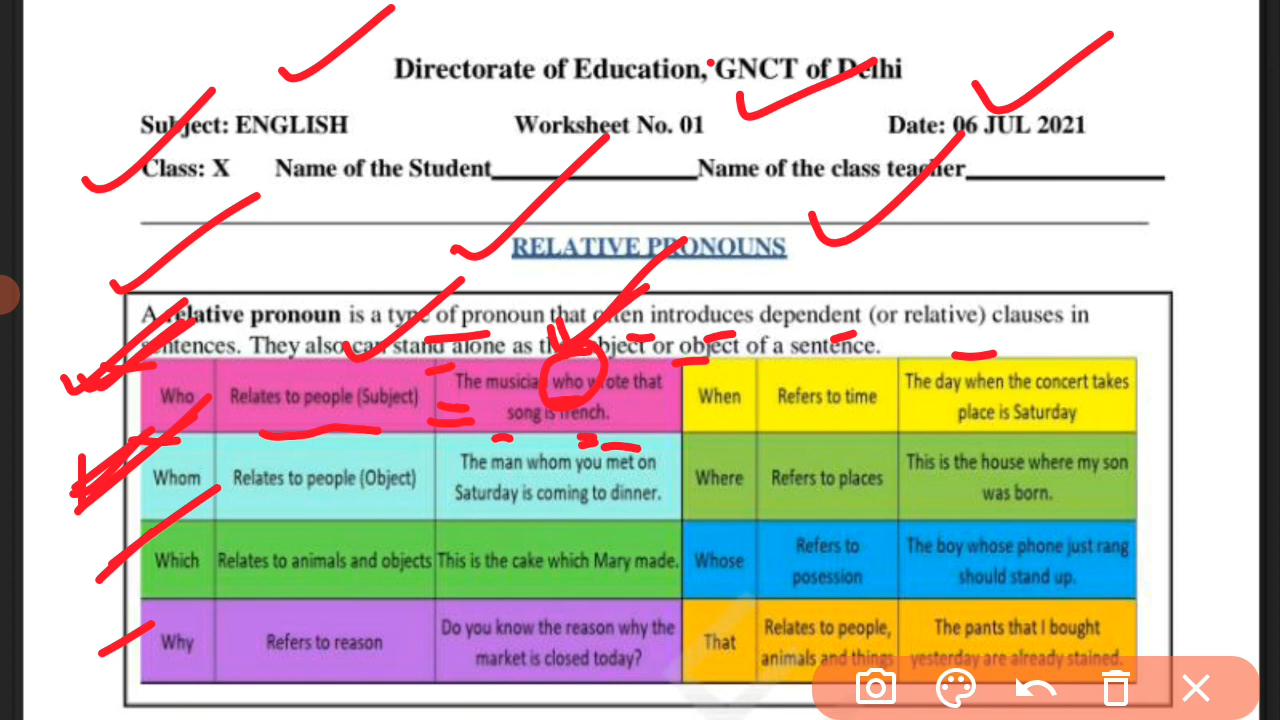 Directorate of Education, GNCT of Delhi
Subject: ENGLISH Worksheet No. 01 Date: 06 JUL 2021
Class: X Name of the Student__________Name of the class teacher__________
RELATIVE PRONOUNS
A relative pronoun is a type of pronoun that often introduces dependent (or relative) clauses in
sentences. They also can stand alone as the subject or object of a sentence.
Who
Relates to people (Subject)
The musician who wrote that
song is french.
When
Refers to time
The day when the concert takes
place is Saturday
Whom
Relates to people (Object)
The man whom you met on
Saturday is coming to dinner.
Where
Refers to places
This is the house where my son
was born.
Which
Relates to animals and objects
This is the cake which Mary made.
Whose
Refers to
posession
The boy whose phone just rang
should stand up.
Why
Refers to reason
Do you know the reason why the
market is closed today?
That
Relates to people,
animals and things
The pants that I bought
yesterday are already stained.